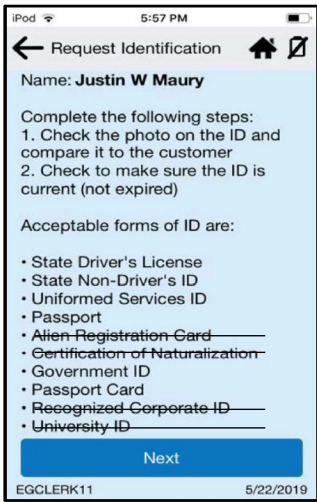 iPod 5:57 PM
Request Identification
Name: Justin W Maury
Complete the following steps:
1. Check the photo on the ID and
compare it to the customer
2. Check to make sure the ID is
current (not expired)
Acceptable forms of ID are:
• State Driver's License
• State Non-Driver's ID
• Uniformed Services ID
• Passport
• Alien Registration Card
• Certification of Naturalization
• Government ID
• Passport Card
• Recognized Corporate ID
• University ID
Next
EGCLERK11 5/22/2019